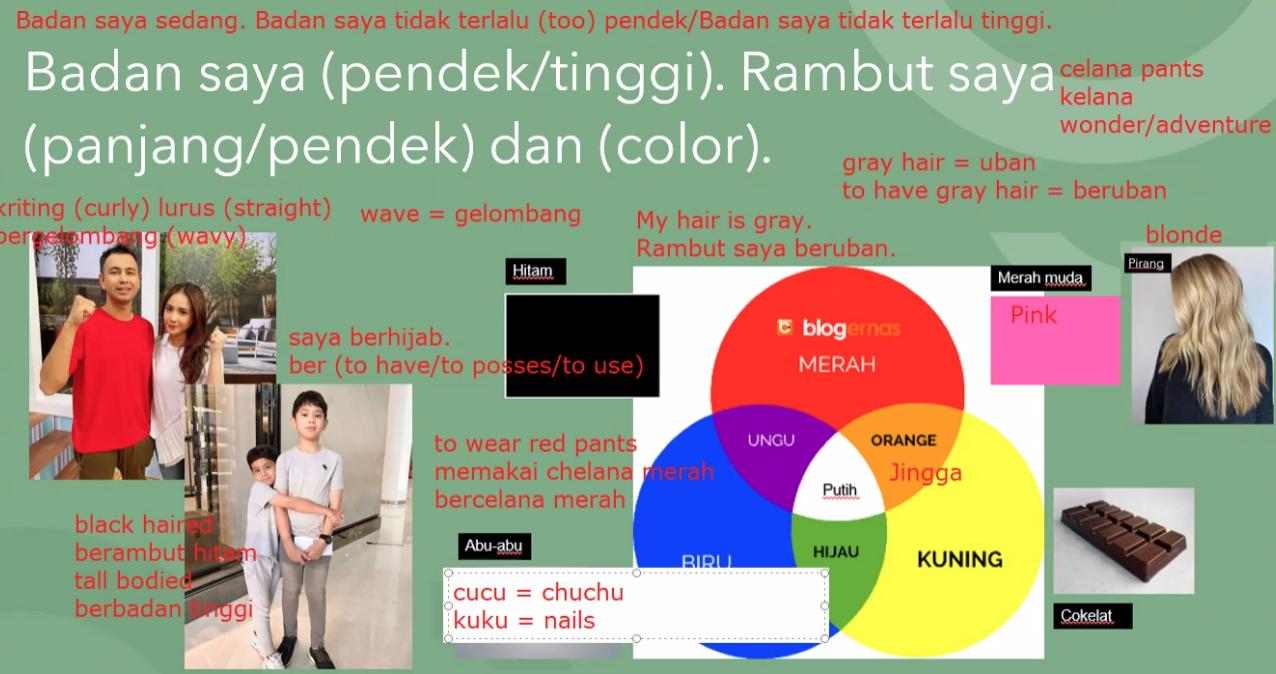 Badan saya sedang. Badan saya tidak terlalu (too) pendek/Badan saya tidak terlalu tinggi.
Badan saya (pendek/tinggi). Rambut saya
(panjang/pendek) dan (color).
celana pants
kelana
wonder/adventure
gray hair = uban
to have gray hair = beruban
kriting (curly) lurus (straight)
bergelombang (wavy)
wave = gelombang
My hair is gray.
Rambut saya beruban.
blonde
Pirang
Hitam
Merah muda
Pink
blogernas
MERAH
saya berhijab.
ber (to have/to posses/to use)
UNGU
ORANGE
Jingga
Putih
to wear red pants
memakai chelana merah
bercelana merah
black haired
berambut hitam
tall bodied
berbadan tinggi
Abu-abu
BIRU
HIJAU
KUNING
cucu = chuchu
kuku = nails
Cokelat